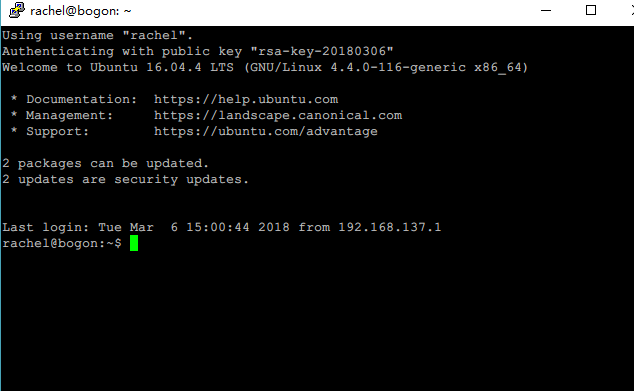 rachel@bogon: ~
Using username "rachel".
Authenticating with public key "rsa-key-20180306"
Welcome to Ubuntu 16.04.4 LTS (GNU/Linux 4.4.0-116-generic x86_64)
* Documentation:  https://help.ubuntu.com
* Management:     https://landscape.canonical.com
* Support:        https://ubuntu.com/advantage
2 packages can be updated.
2 updates are security updates.
Last login: Tue Mar  6 15:00:44 2018 from 192.168.137.1
rachel@bogon:~$